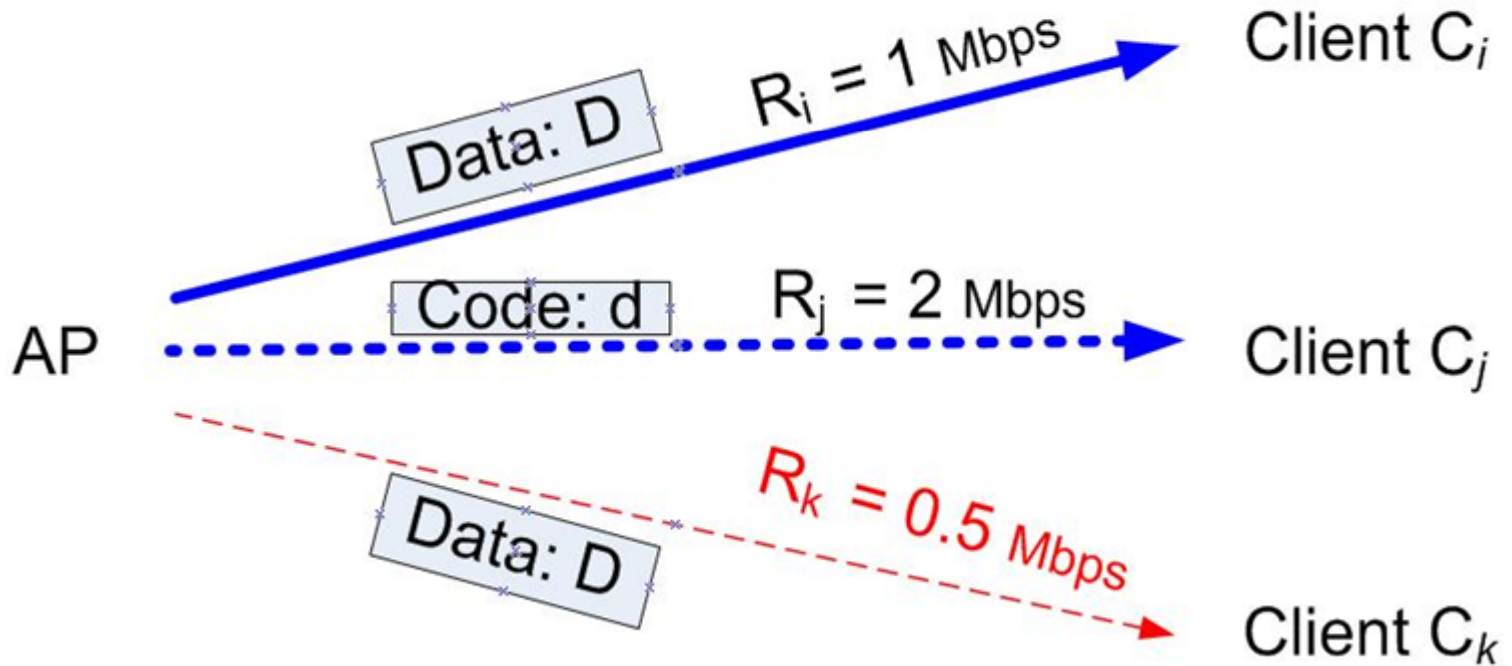 Client Cᵢ
Rᵢ = 1 Mbps
Data: D
Code: d
Rⱼ = 2 Mbps
AP
Client Cⱼ
Rₖ = 0.5 Mbps
Data: D
Client Cₖ